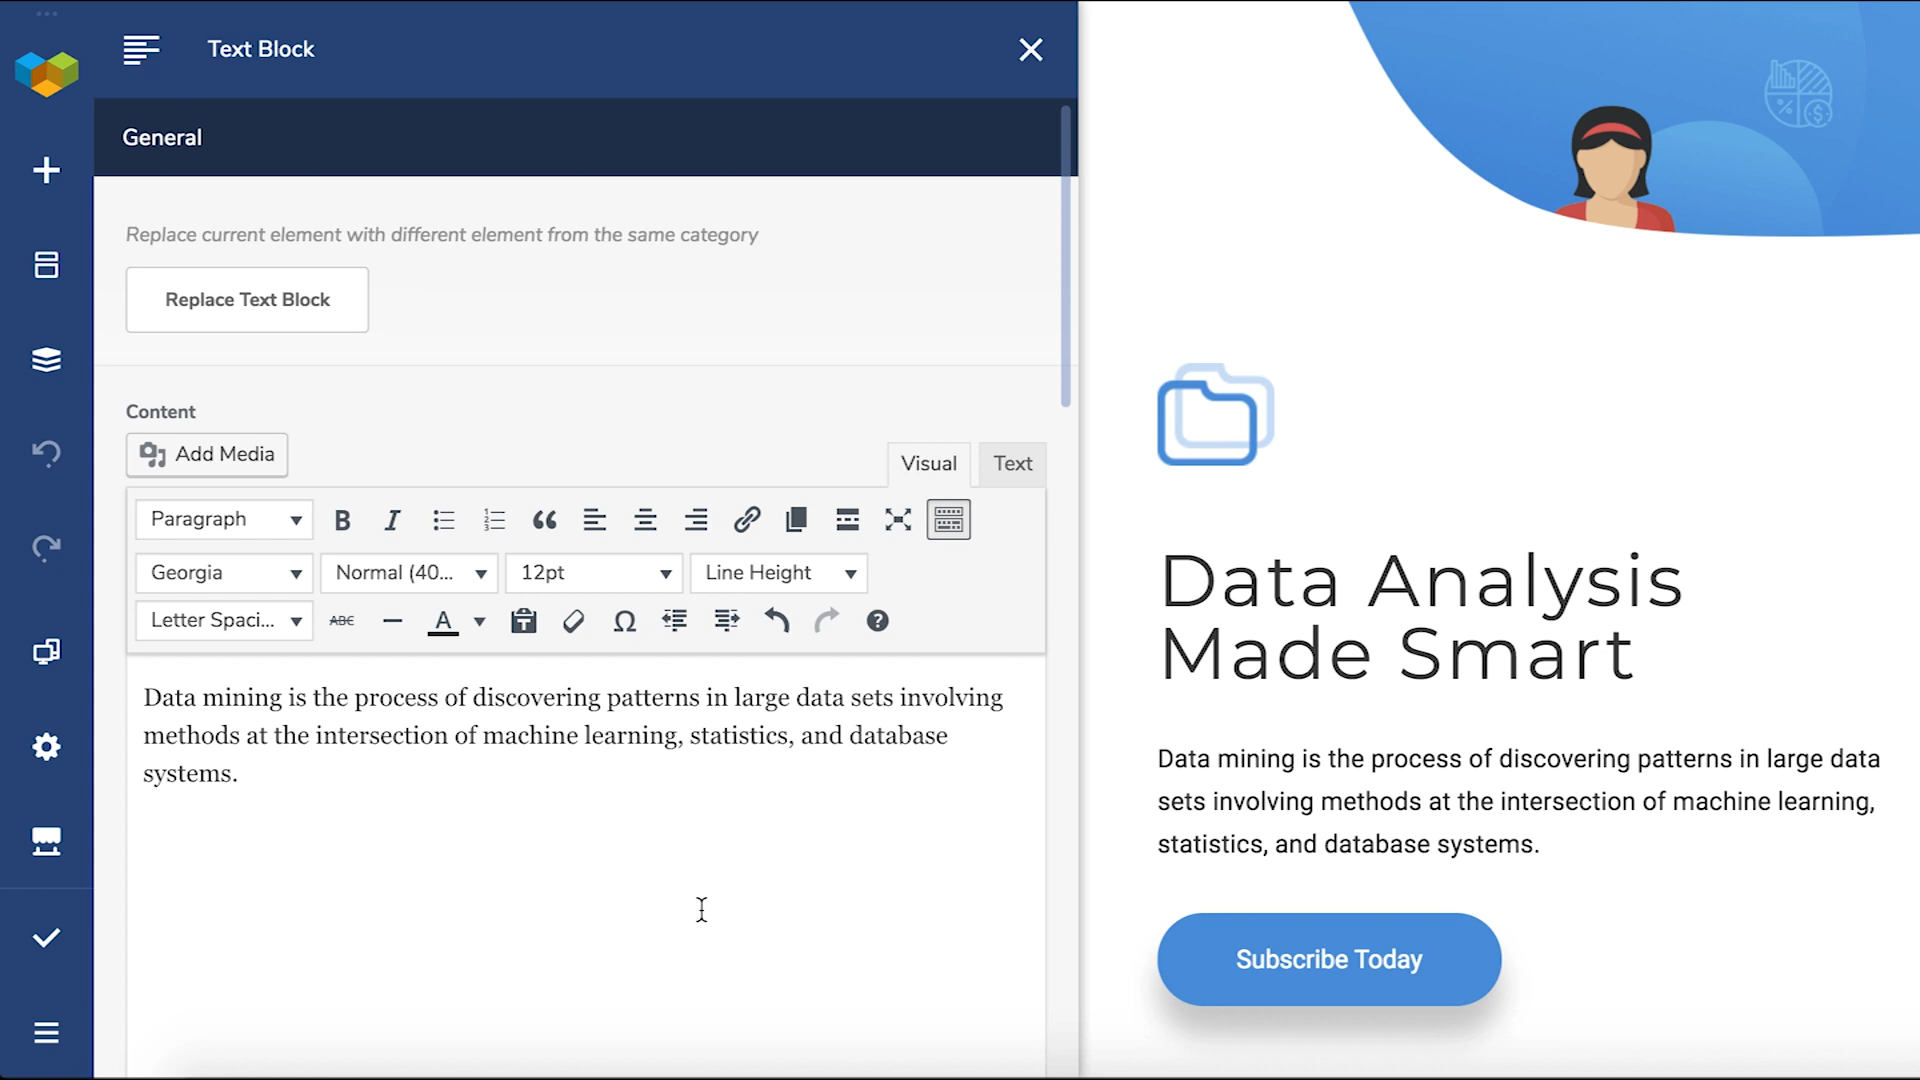 Text Block
General
Replace current element with different element from the same category
Replace Text Block
Content
Add Media
Visual
Text
Paragraph
Georgia
Normal (40...
12pt
Line Height
Letter Spaci...
ABC
Data mining is the process of discovering patterns in large data sets involving
methods at the intersection of machine learning, statistics, and database
systems.
Data Analysis
Made Smart
Data mining is the process of discovering patterns in large data
sets involving methods at the intersection of machine learning,
statistics, and database systems.
Subscribe Today